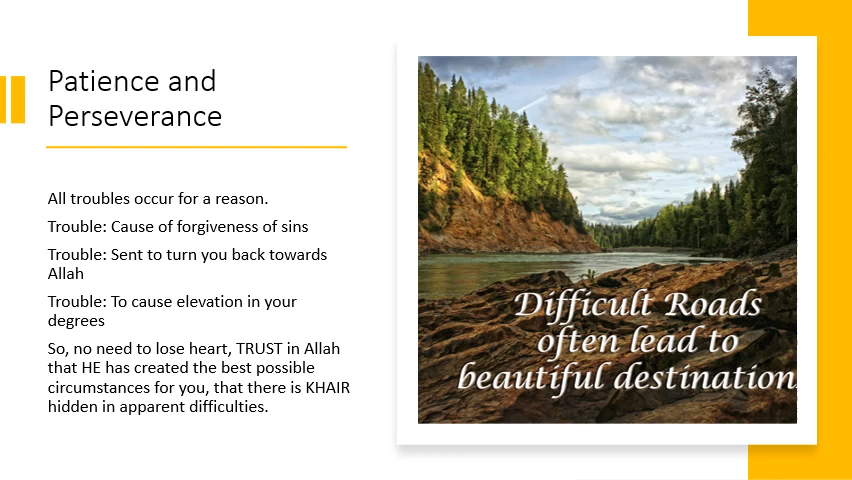 Patience and
Perseverance
All troubles occur for a reason.
Trouble: Cause of forgiveness of sins
Trouble: Sent to turn you back towards
Allah
Trouble: To cause elevation in your
degrees
So, no need to lose heart, TRUST in Allah
that HE has created the best possible
circumstances for you, that there is KHAIR
hidden in apparent difficulties.
Difficult Roads
often lead to
beautiful destination